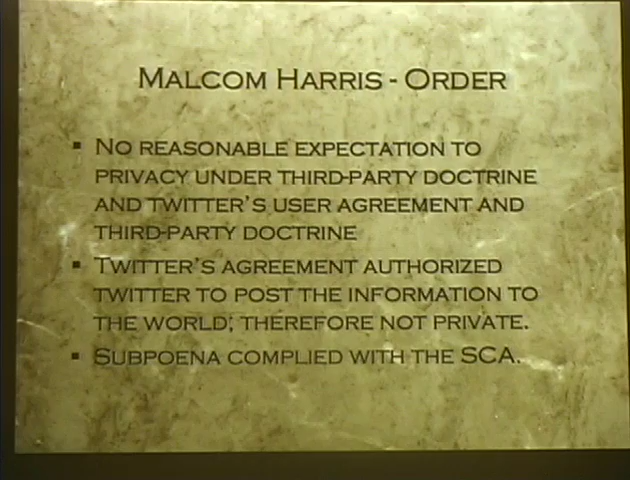 MALCOM HARRIS - ORDER
▪ NO REASONABLE EXPECTATION TO
PRIVACY UNDER THIRD-PARTY DOCTRINE
AND TWITTER'S USER AGREEMENT AND
THIRD-PARTY DOCTRINE
▪ TWITTER'S AGREEMENT AUTHORIZED
TWITTER TO POST THE INFORMATION TO
THE WORLD; THEREFORE NOT PRIVATE.
▪ SUBPOENA COMPLIED WITH THE SCA.